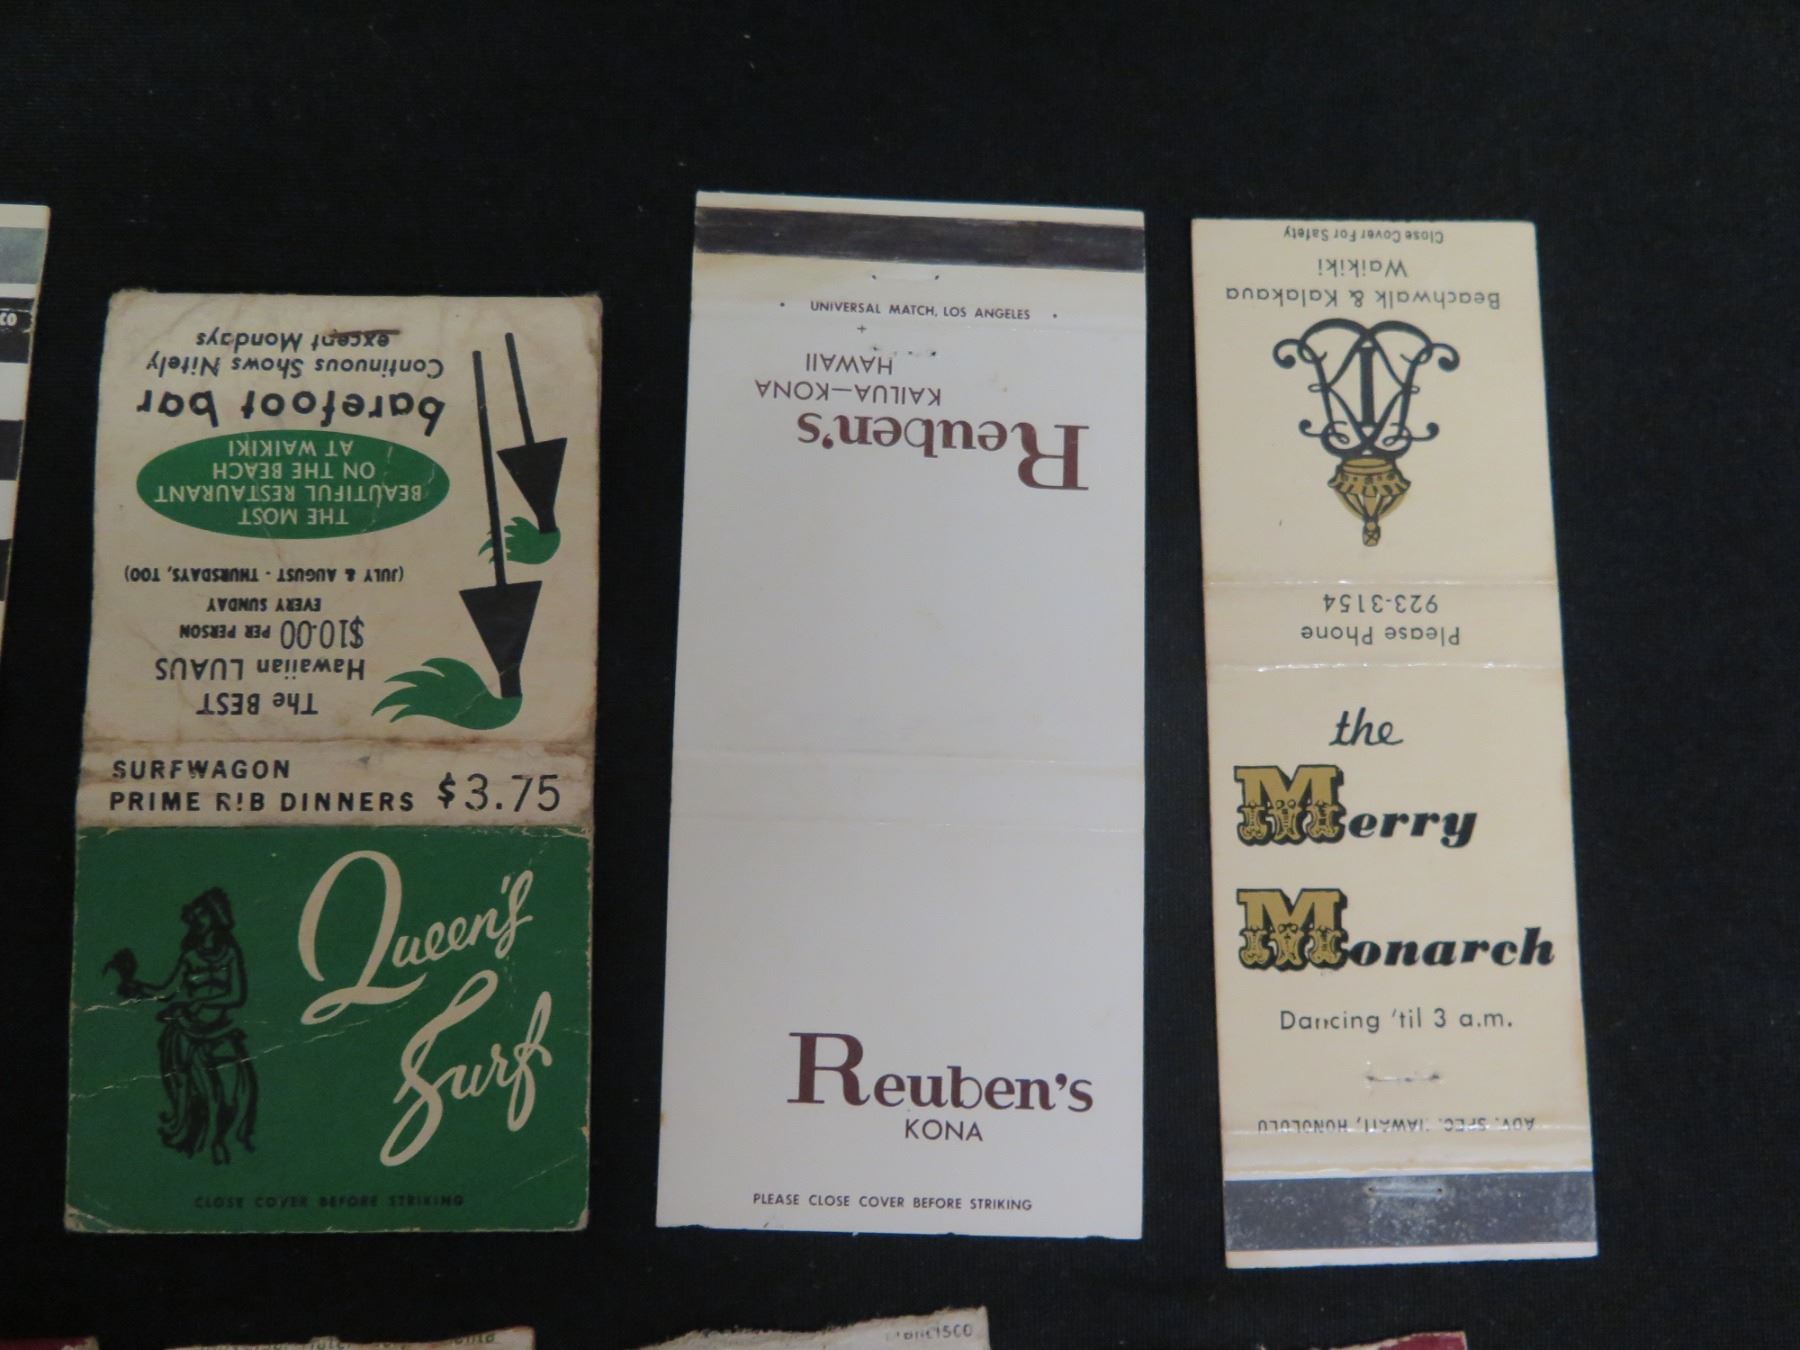 Continuous Shows Nitely
except Mondays
barefoot bar
THE MOST
BEAUTIFUL RESTAURANT
ON THE BEACH
AT WAIKIKI
The BEST
Hawaiian LUAUS
$10.00 PER PERSON
EVERY SUNDAY
(JULY & AUGUST - THURSDAYS, TOO)
SURFWAGON
PRIME RIB DINNERS $3.75
Queen's
Surf
CLOSE COVER BEFORE STRIKING
UNIVERSAL MATCH, LOS ANGELES
Reuben's
KAILUA—KONA
HAWAII
Reuben's
KONA
PLEASE CLOSE COVER BEFORE STRIKING
Beachwalk & Kalakaua
Waikiki
Close Cover For Safety
Please Phone
923-3154
the
Merry
Monarch
Dancing 'til 3 a.m.
ADV. SPEC. HAWAII, HONOLULU